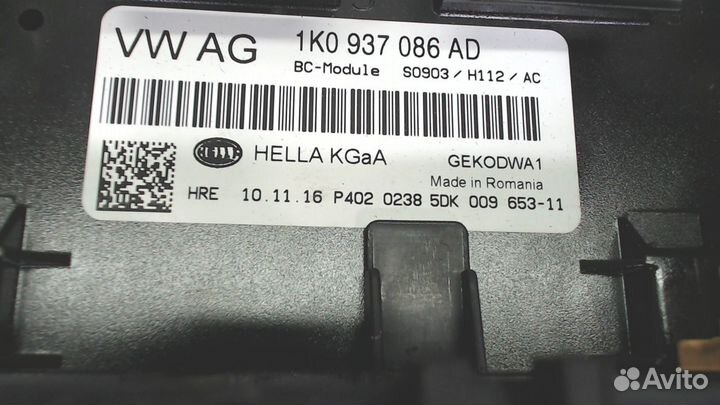 VW AG 1K0 937 086 AD
BC-Module S0903 / H112 / AC
HELLA HELLA KGaA GEKODWA1
Made in Romania
HRE 10.11.16 P402 0238 5DK 009 653-11
Avito